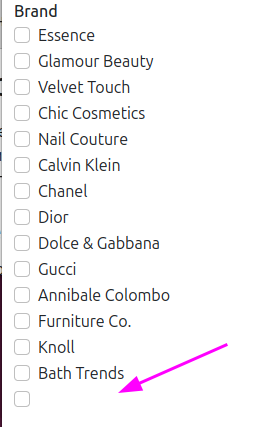 Brand
Essence
Glamour Beauty
Velvet Touch
Chic Cosmetics
Nail Couture
Calvin Klein
Chanel
Dior
Dolce & Gabbana
Gucci
Annibale Colombo
Furniture Co.
Knoll
Bath Trends